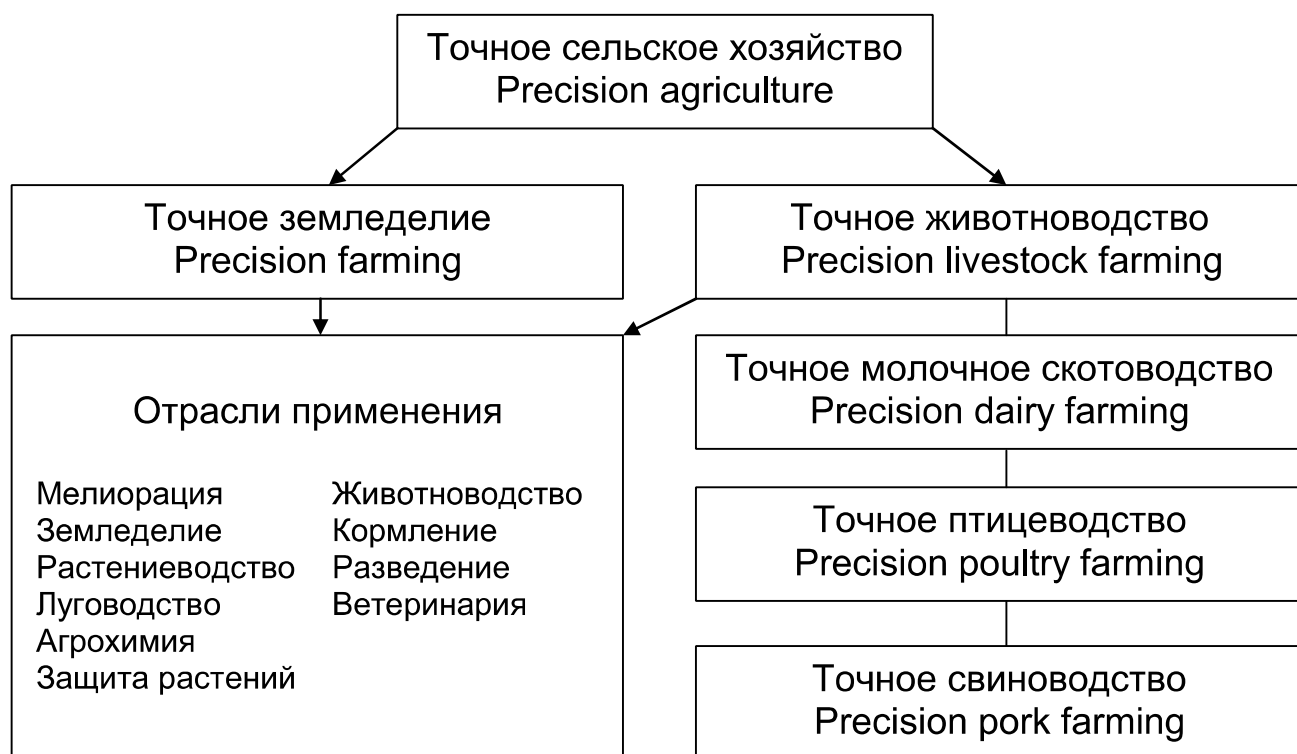 Точное сельское хозяйство
Precision agriculture
Точное земледелие
Precision farming
Точное животноводство
Precision livestock farming
Отрасли применения
Мелиорация
Земледелие
Растениеводство
Луговодство
Агрохимия
Защита растений
Животноводство
Кормление
Разведение
Ветеринария
Точное молочное скотоводство
Precision dairy farming
Точное птицеводство
Precision poultry farming
Точное свиноводство
Precision pork farming